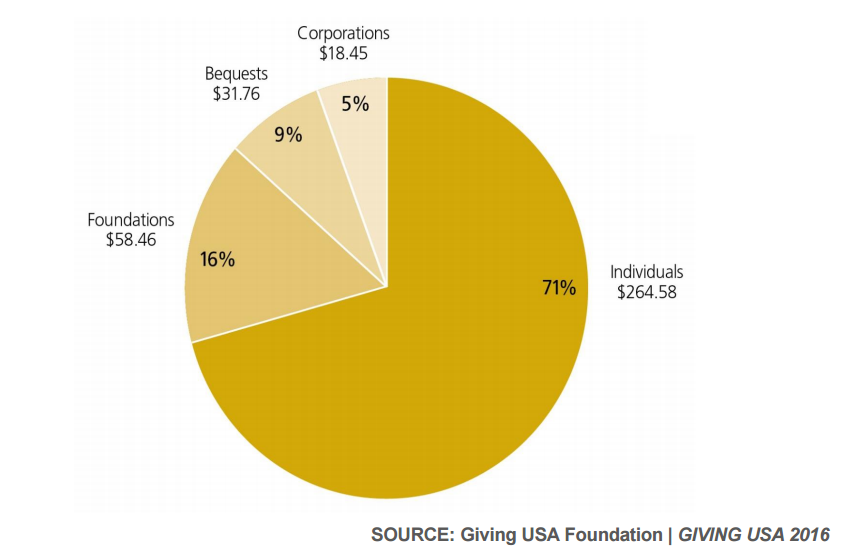 Corporations
$18.45
Bequests
$31.76
5%
9%
Foundations
$58.46
16%
71%
Individuals
$264.58
SOURCE: Giving USA Foundation | GIVING USA 2016